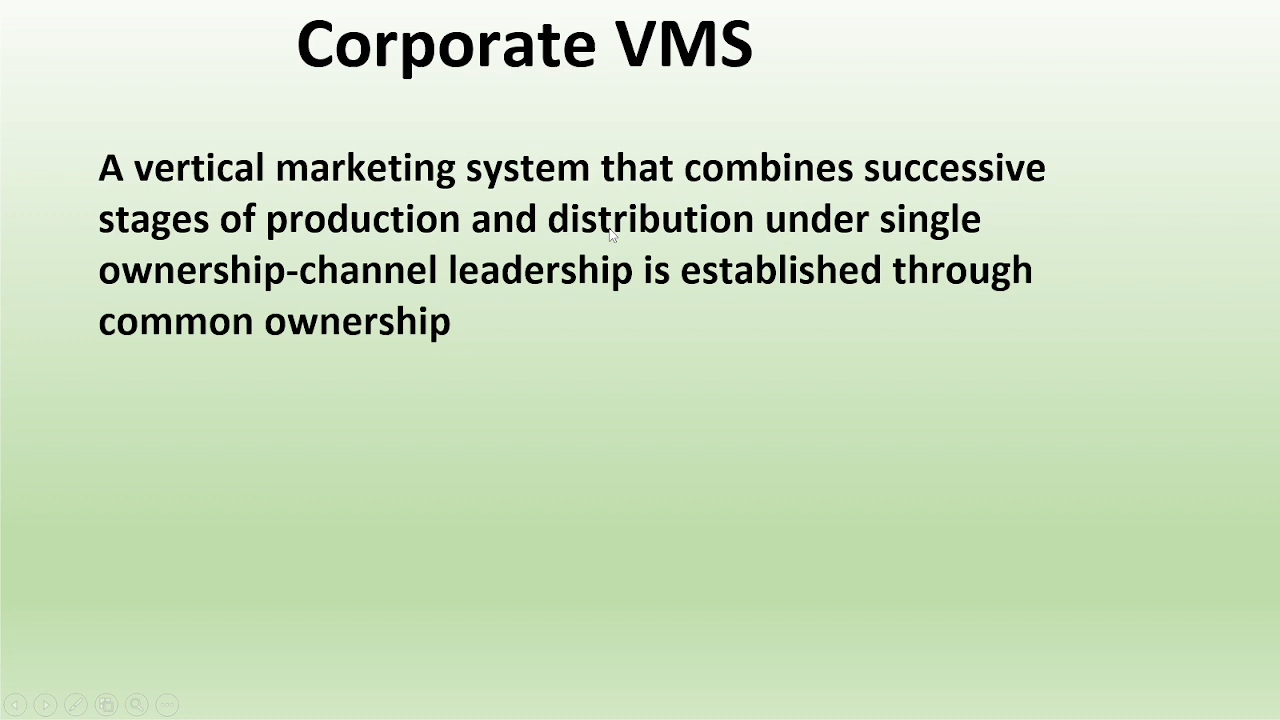 Corporate VMS
A vertical marketing system that combines successive
stages of production and distribution under single
ownership-channel leadership is established through
common ownership